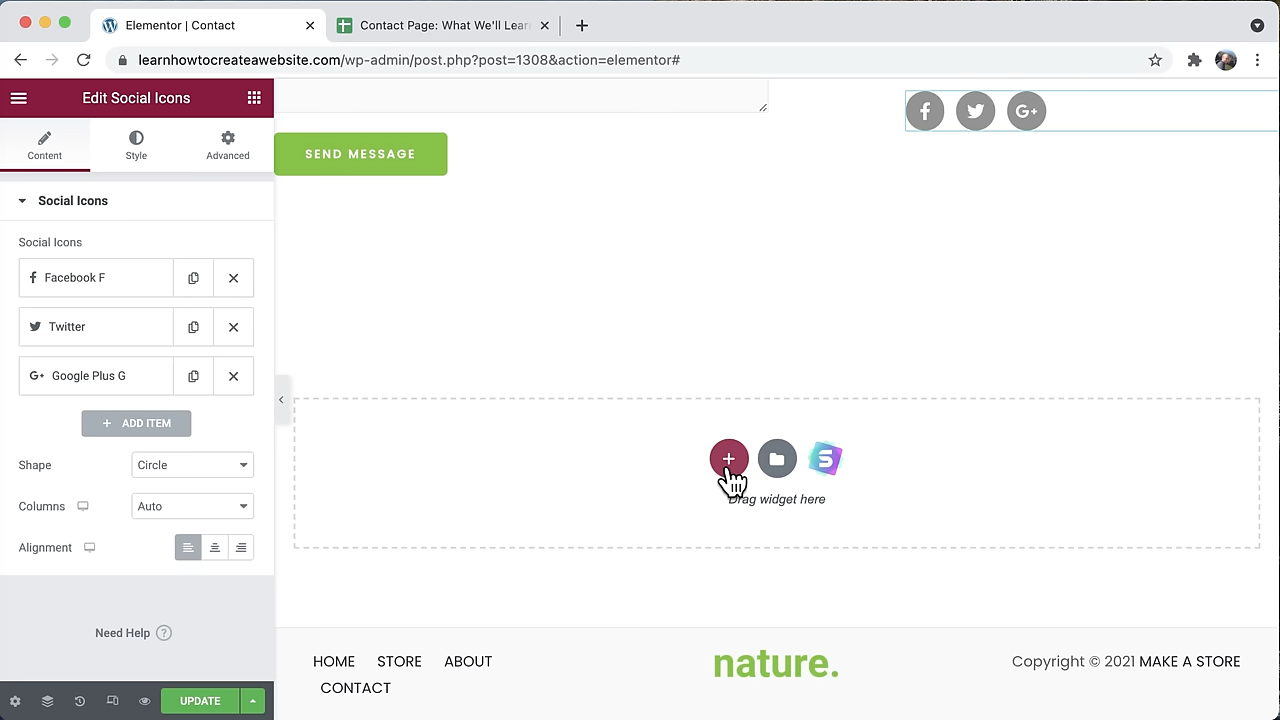 Elementor | Contact
Contact Page: What We'll Lear
learnhowtocreateawebsite.com/wp-admin/post.php?post=1308&action=elementor#
Edit Social Icons
Content
Style
Advanced
Social Icons
Social Icons
Facebook F
Twitter
Google Plus G
ADD ITEM
Shape
Circle
Columns
Auto
Alignment
Need Help
UPDATE
SEND MESSAGE
Drag widget here
HOME STORE ABOUT
CONTACT
nature.
Copyright © 2021 MAKE A STORE